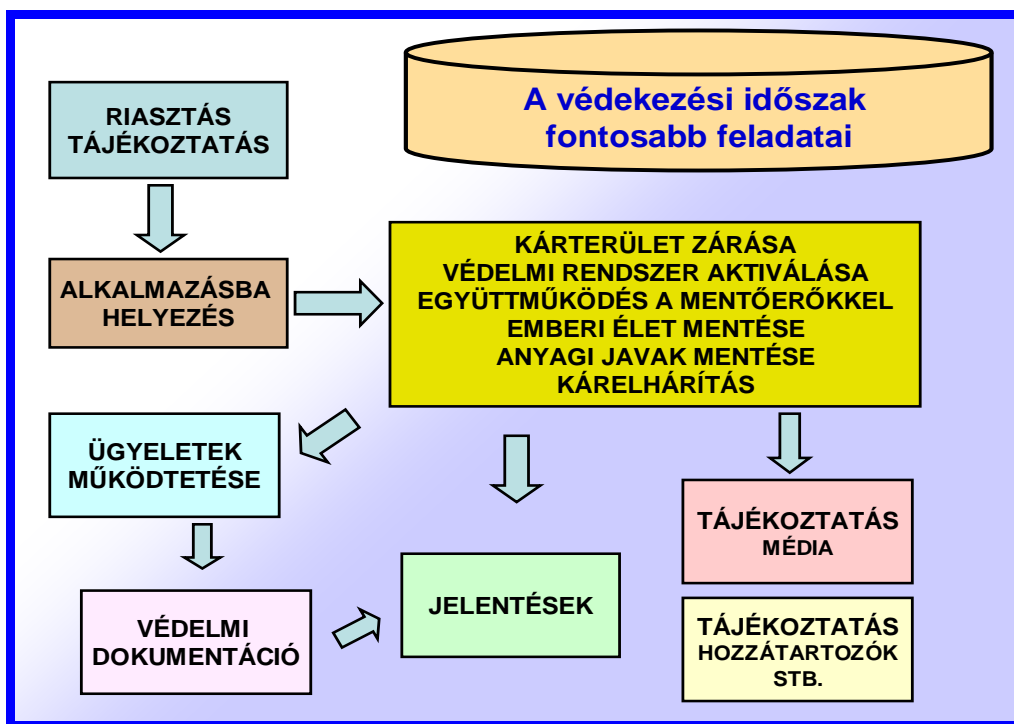 A védekezési időszak
fontosabb feladatai
RIASZTÁS
TÁJÉKOZTATÁS
ALKALMAZÁSBA
HELYEZÉS
KÁRTERÜLET ZÁRÁSA
VÉDELMI RENDSZER AKTIVÁLÁSA
EGYÜTTMŰKÖDÉS A MENTŐERŐKKEL
EMBERI ÉLET MENTÉSE
ANYAGI JAVAK MENTÉSE
KÁRELHÁRÍTÁS
ÜGYELETEK
MŰKÖDTETÉSE
VÉDELMI
DOKUMENTÁCIÓ
JELENTÉSEK
TÁJÉKOZTATÁS
MÉDIA
TÁJÉKOZTATÁS
HOZZÁTARTOZÓK
STB.